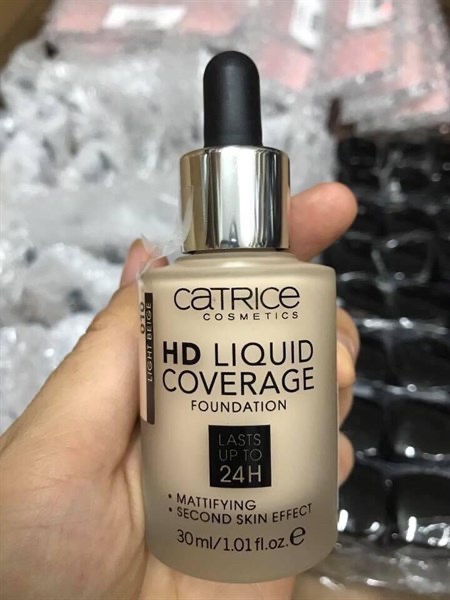 CATRICE
COSMETICS
HD LIQUID
COVERAGE
FOUNDATION
LASTS
UP TO
24H
• MATTIFYING
• SECOND SKIN EFFECT
30 ml/1.01 fl.oz. ℮
010
LIGHT BEIGE